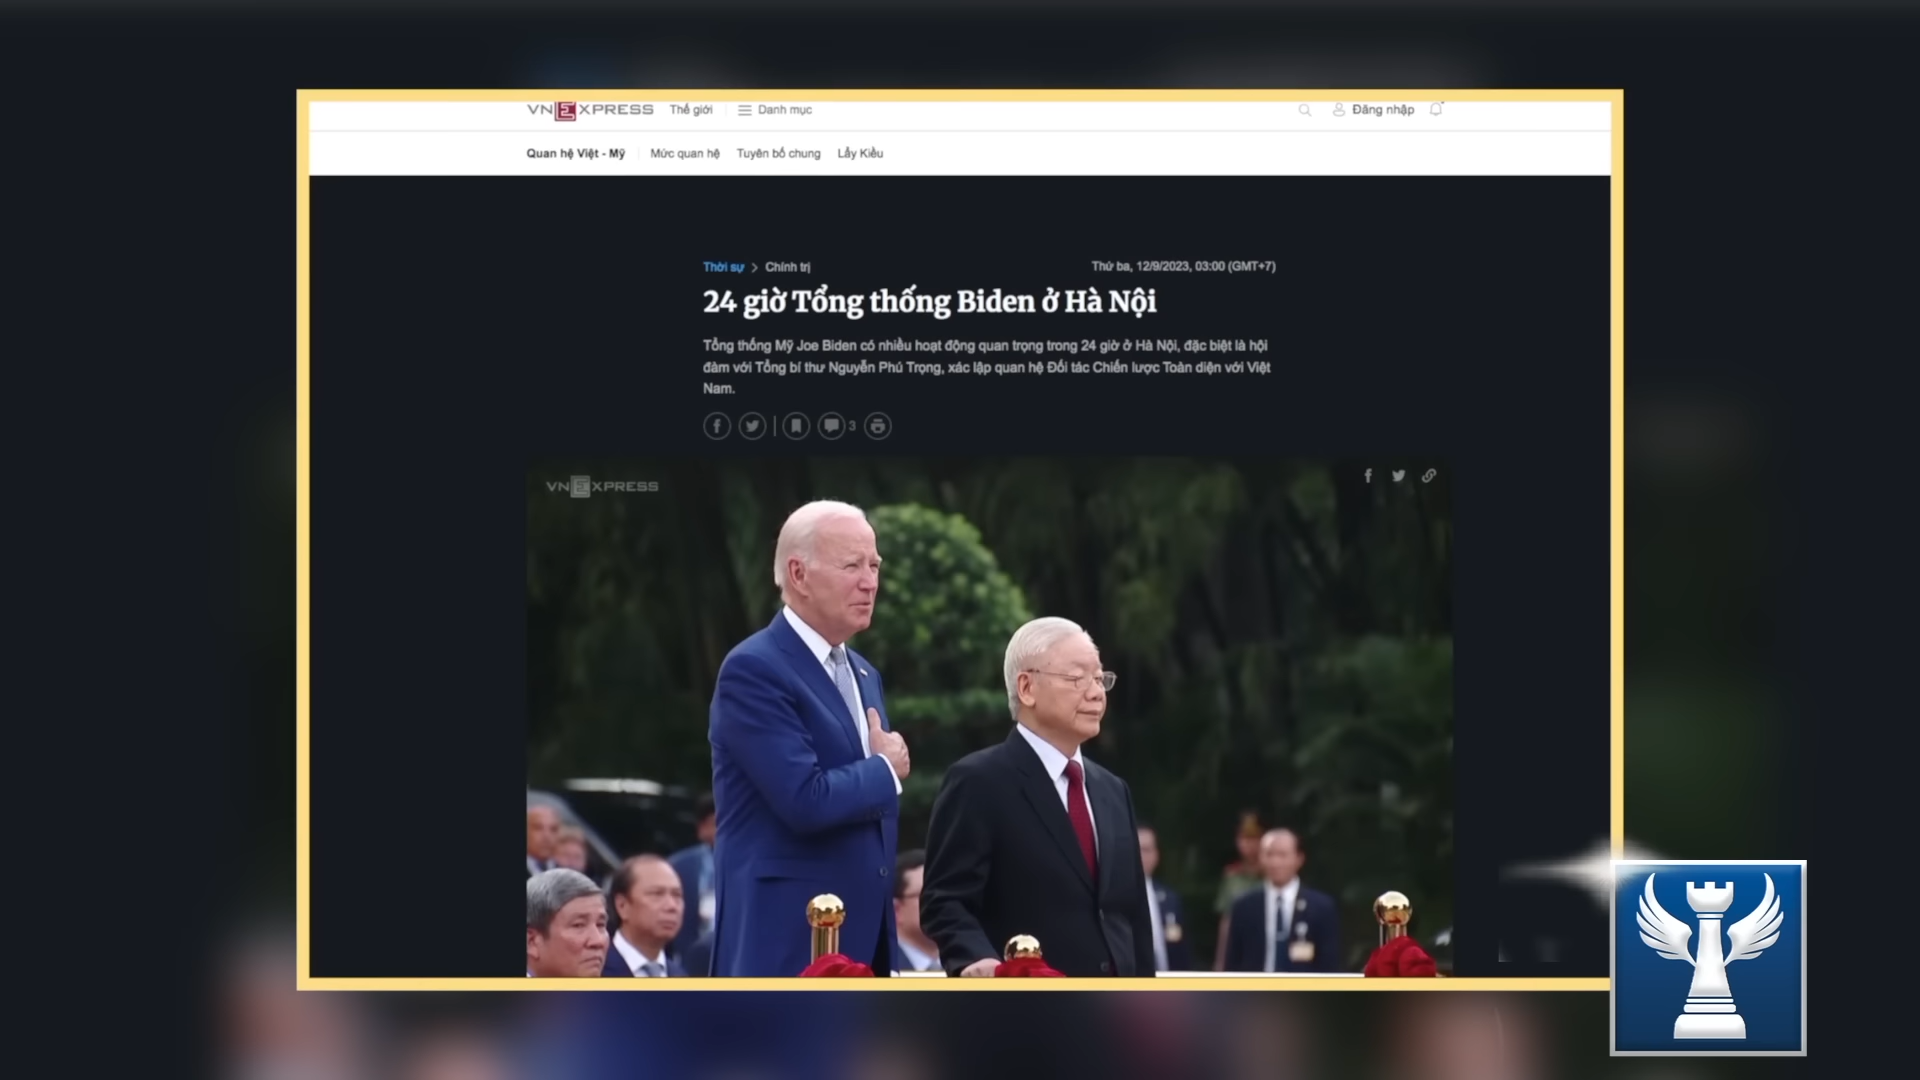 VNEXPRESS Thế giới Danh mục Đăng nhập
Quan hệ Việt - Mỹ Mức quan hệ Tuyên bố chung Lẩy Kiều
Thời sự > Chính trị Thứ ba, 12/9/2023, 03:00 (GMT+7)
24 giờ Tổng thống Biden ở Hà Nội
Tổng thống Mỹ Joe Biden có nhiều hoạt động quan trọng trong 24 giờ ở Hà Nội, đặc biệt là hội
đàm với Tổng bí thư Nguyễn Phú Trọng, xác lập quan hệ Đối tác Chiến lược Toàn diện với Việt
Nam.
3
VNEXPRESS